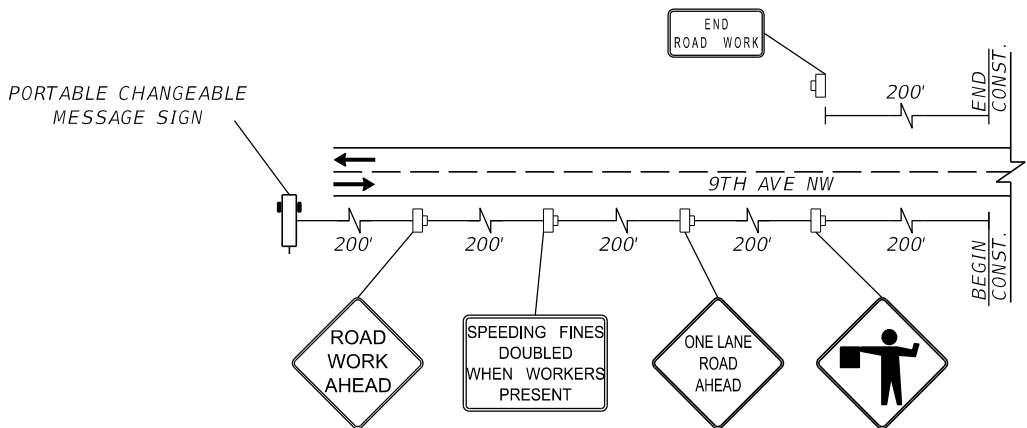 END
ROAD WORK
PORTABLE CHANGEABLE
MESSAGE SIGN
200'
END
CONST.
9TH AVE NW
200'
200'
200'
200'
200'
BEGIN
CONST.
ROAD
WORK
AHEAD
SPEEDING FINES
DOUBLED
WHEN WORKERS
PRESENT
ONE LANE
ROAD
AHEAD